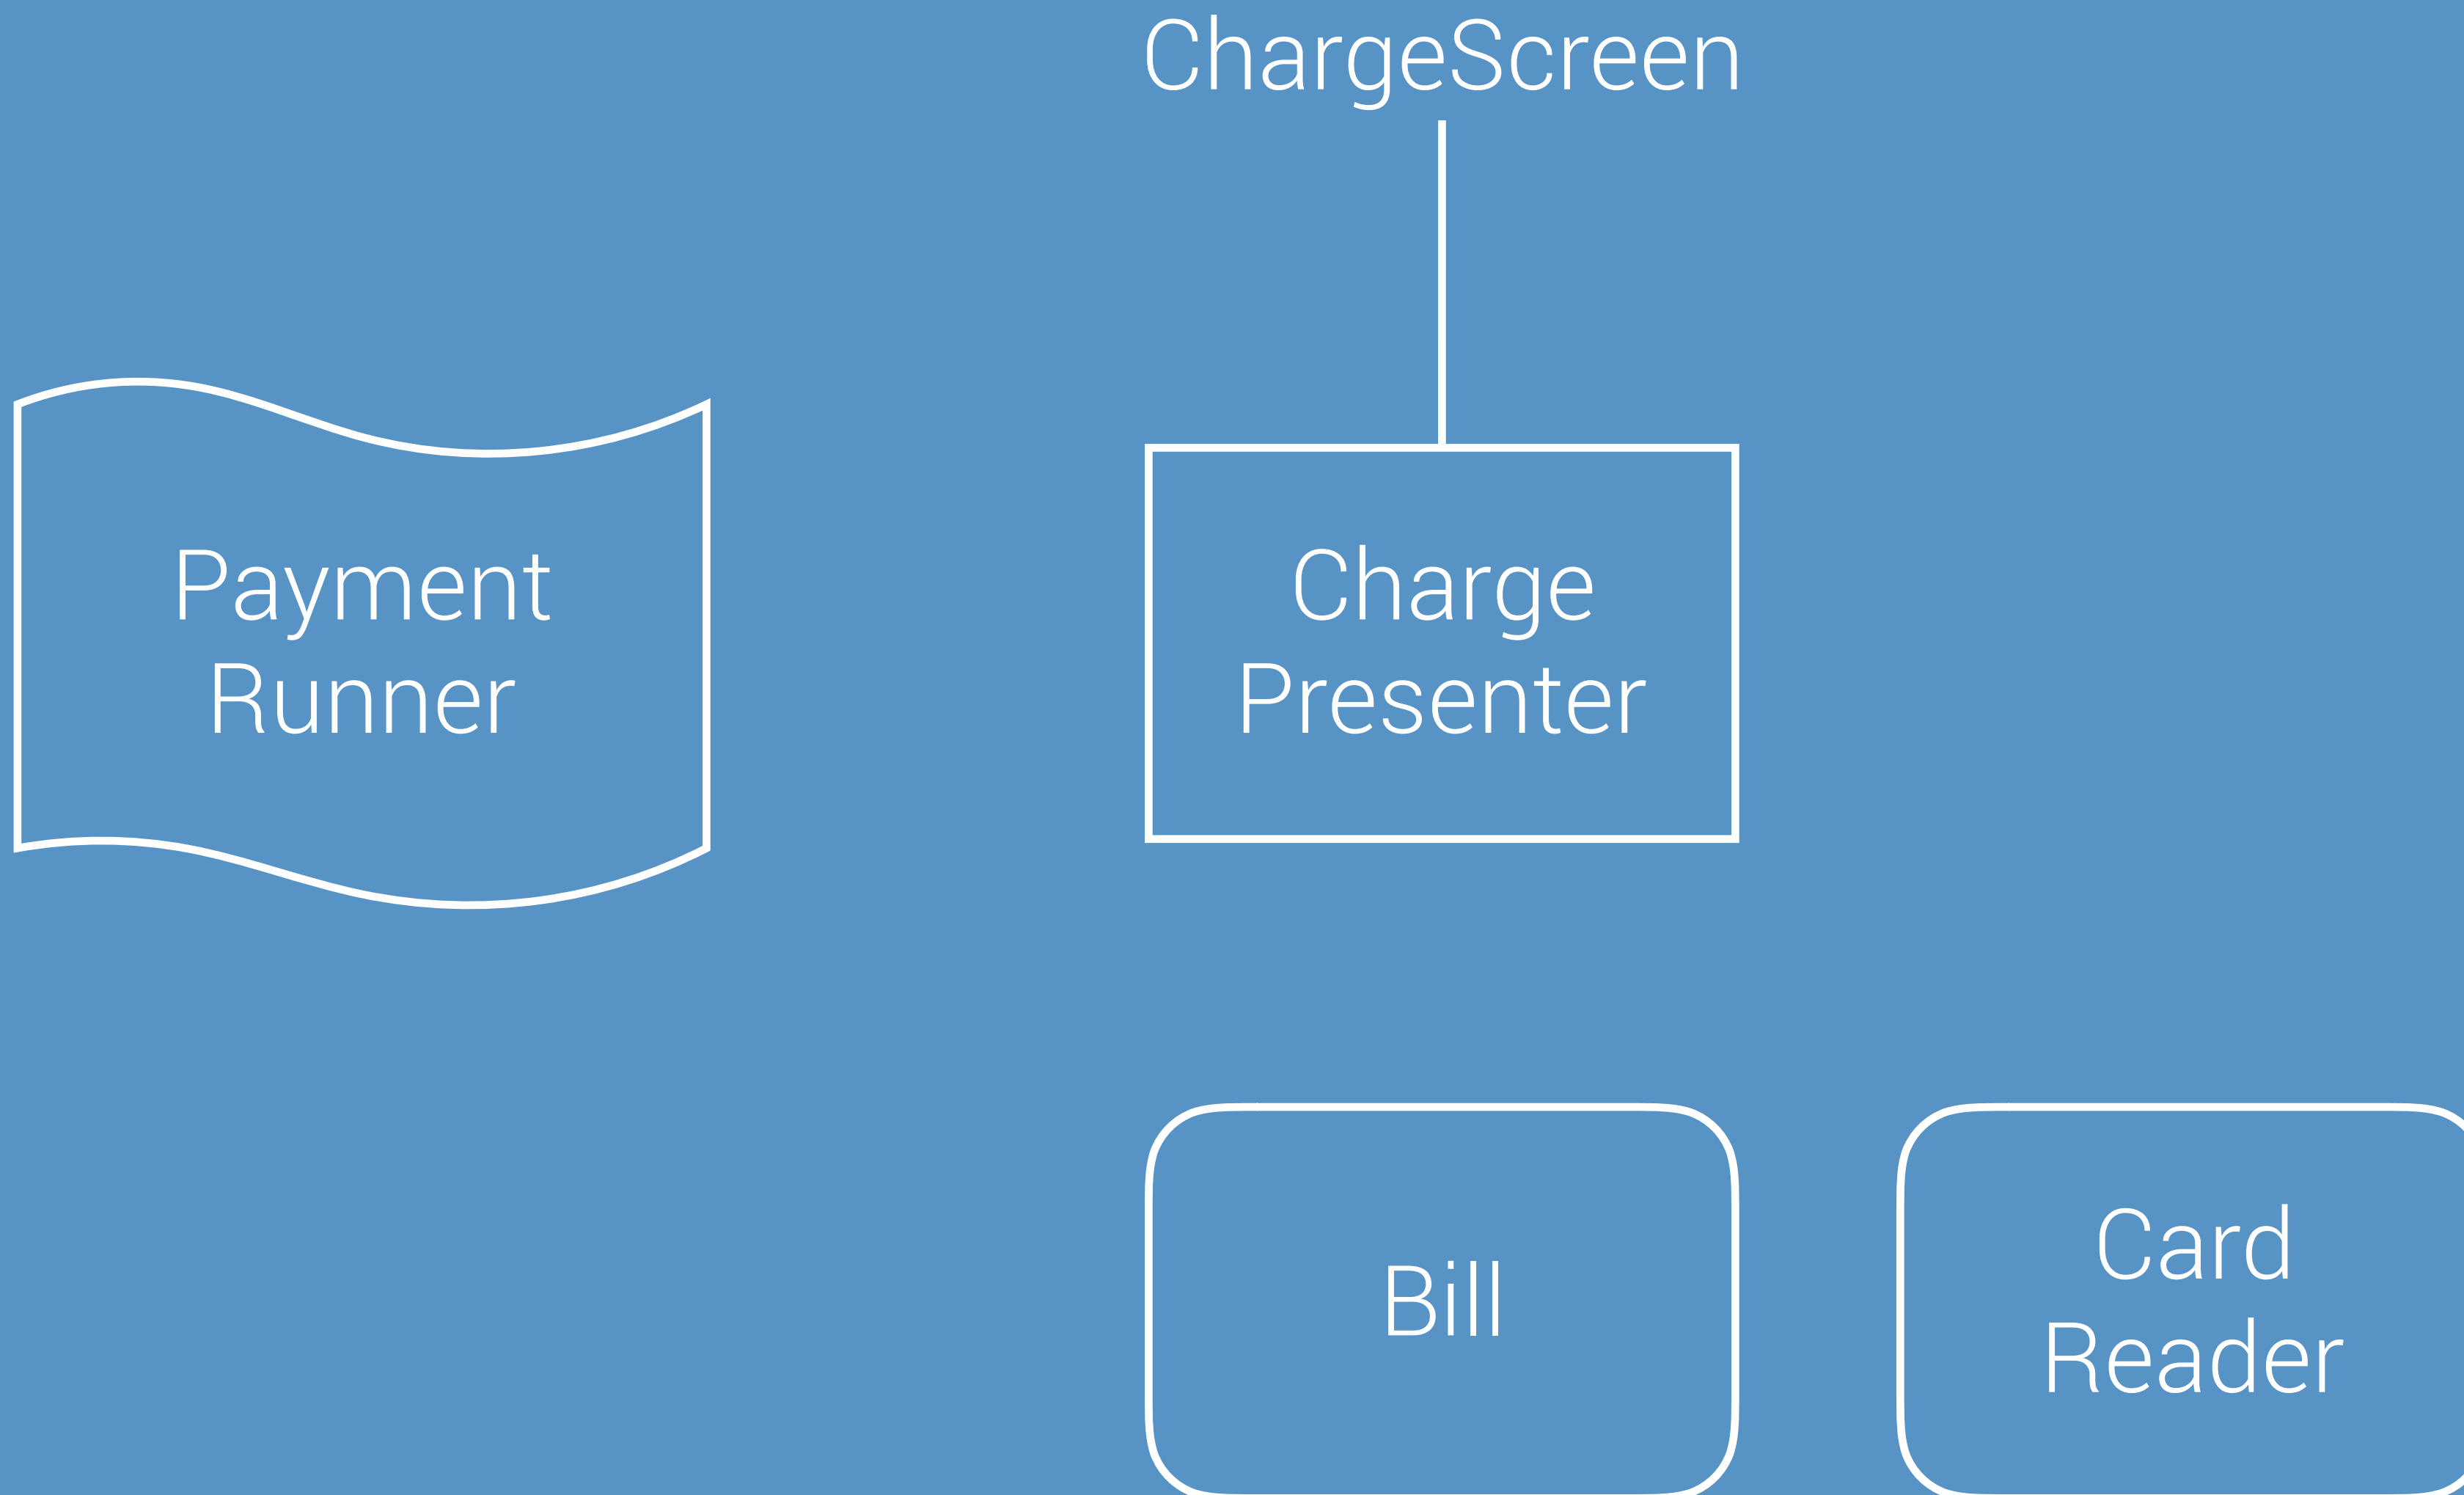 ChargeScreen
Payment
Runner
Charge
Presenter
Bill
Card
Reader